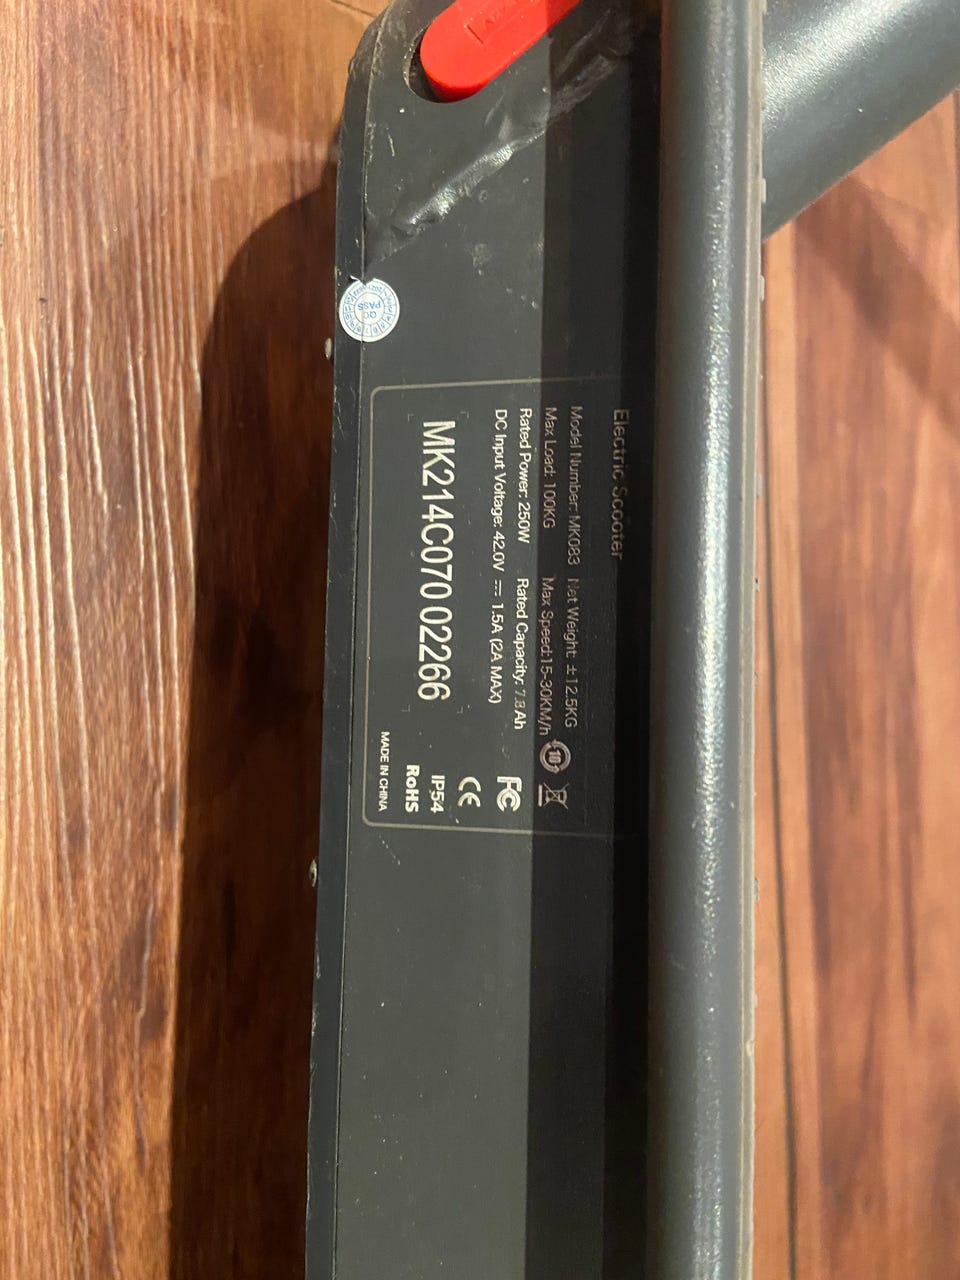 Electric Scooter
Model Number: MK083 Net Weight: ±12.5KG
Max Load: 100KG Max Speed:15-30KM/h
Rated Power: 250W Rated Capacity: 7.8Ah
DC Input Voltage: 42.0V ⎓ 1.5A (2A MAX)
MK214C070 02266
10
FC
CE
IP54
RoHS
MADE IN CHINA
QC
PASS